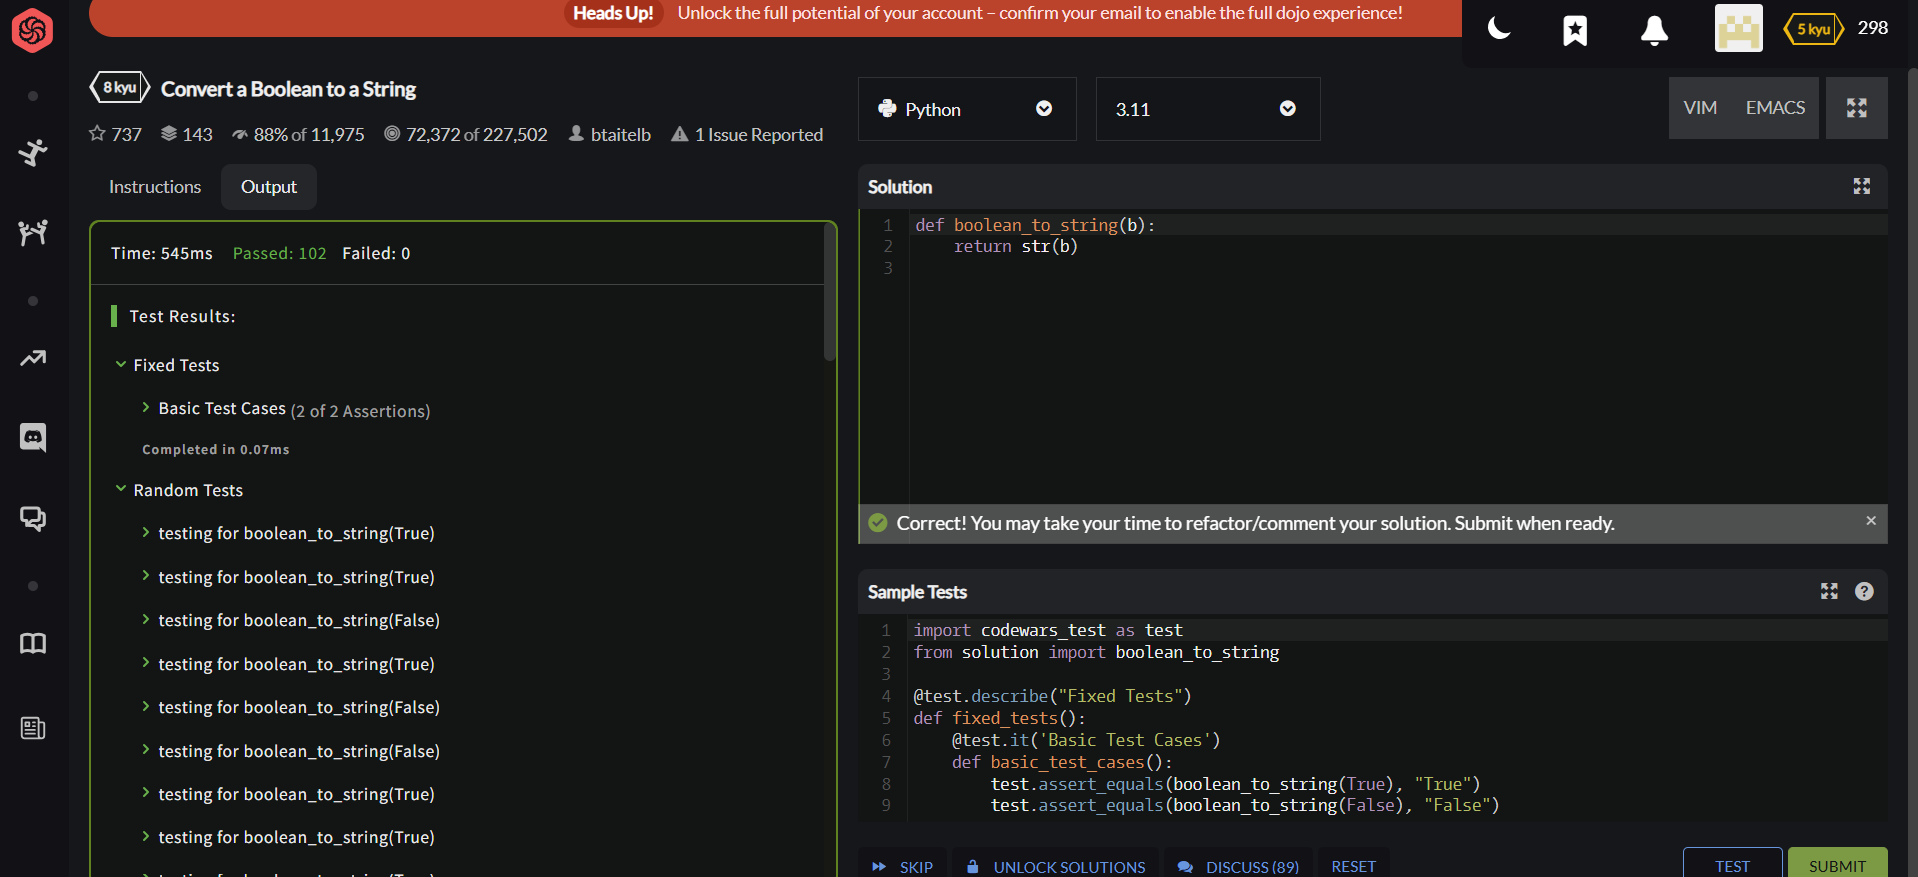 Heads Up! Unlock the full potential of your account – confirm your email to enable the full dojo experience!
5 kyu 298
8 kyu Convert a Boolean to a String
737 143 88% of 11,975 72,372 of 227,502 btaitelb 1 Issue Reported
Instructions Output
Time: 545ms Passed: 102 Failed: 0
Test Results:
Fixed Tests
Basic Test Cases (2 of 2 Assertions)
Completed in 0.07ms
Random Tests
testing for boolean_to_string(True)
testing for boolean_to_string(True)
testing for boolean_to_string(False)
testing for boolean_to_string(True)
testing for boolean_to_string(False)
testing for boolean_to_string(False)
testing for boolean_to_string(True)
testing for boolean_to_string(True)
Python 3.11 VIM EMACS
Solution
1 def boolean_to_string(b):
2     return str(b)
3
Correct! You may take your time to refactor/comment your solution. Submit when ready. ×
Sample Tests ?
1 import codewars_test as test
2 from solution import boolean_to_string
3
4 @test.describe("Fixed Tests")
5 def fixed_tests():
6     @test.it('Basic Test Cases')
7     def basic_test_cases():
8         test.assert_equals(boolean_to_string(True), "True")
9         test.assert_equals(boolean_to_string(False), "False")
SKIP UNLOCK SOLUTIONS DISCUSS (89) RESET TEST SUBMIT